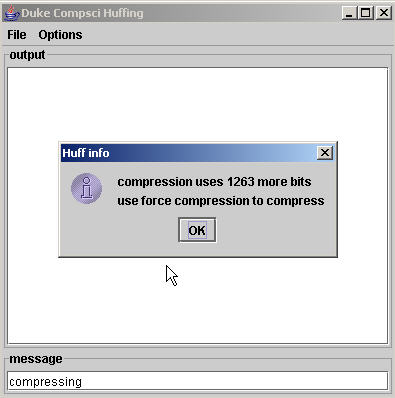 Duke Compsci Huffing
File Options
output
Huff info
compression uses 1263 more bits
use force compression to compress
OK
message
compressing